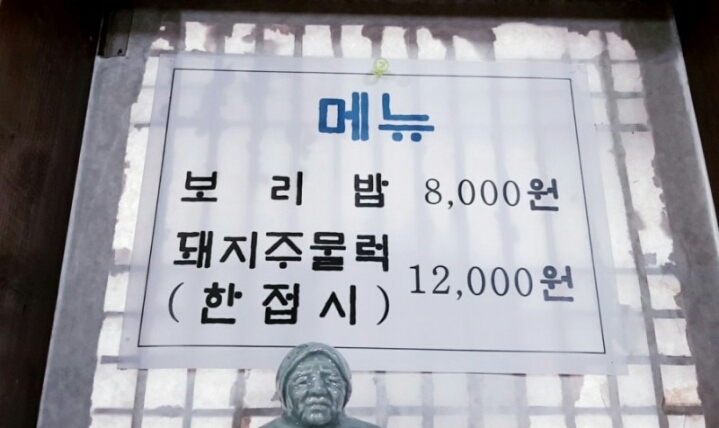 메뉴
보리밥 8,000원
돼지주물럭
(한접시) 12,000원